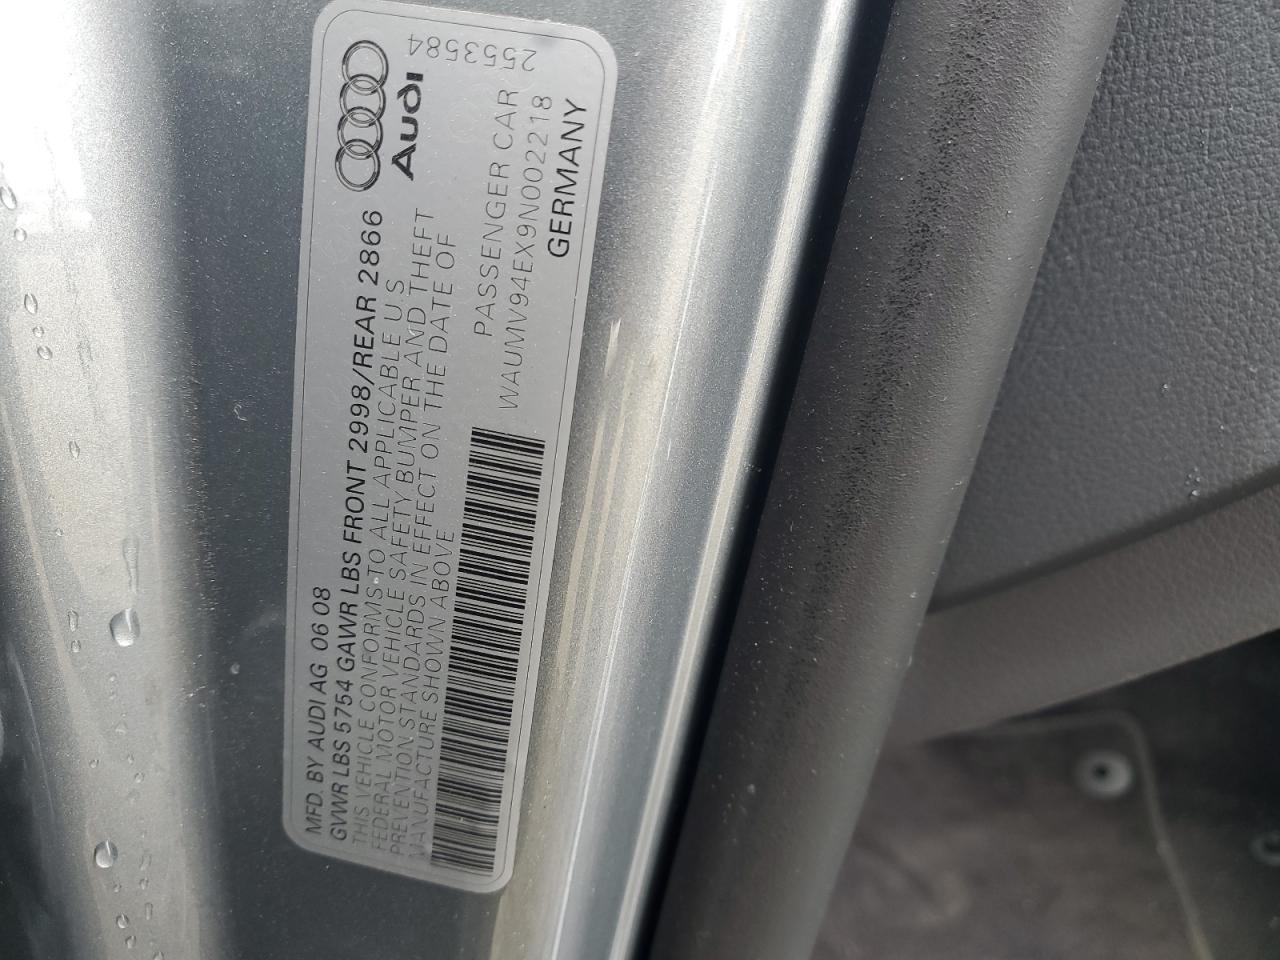 MFD. BY AUDI AG 06 08
GVWR LBS 5754 GAWR LBS FRONT 2998/REAR 2866
THIS VEHICLE CONFORMS TO ALL APPLICABLE U.S
FEDERAL MOTOR VEHICLE SAFETY BUMPER AND THEFT
PREVENTION STANDARDS IN EFFECT ON THE DATE OF
MANUFACTURE SHOWN ABOVE
Audi
2553584
PASSENGER CAR
WAUMV94EX9N002218
GERMANY